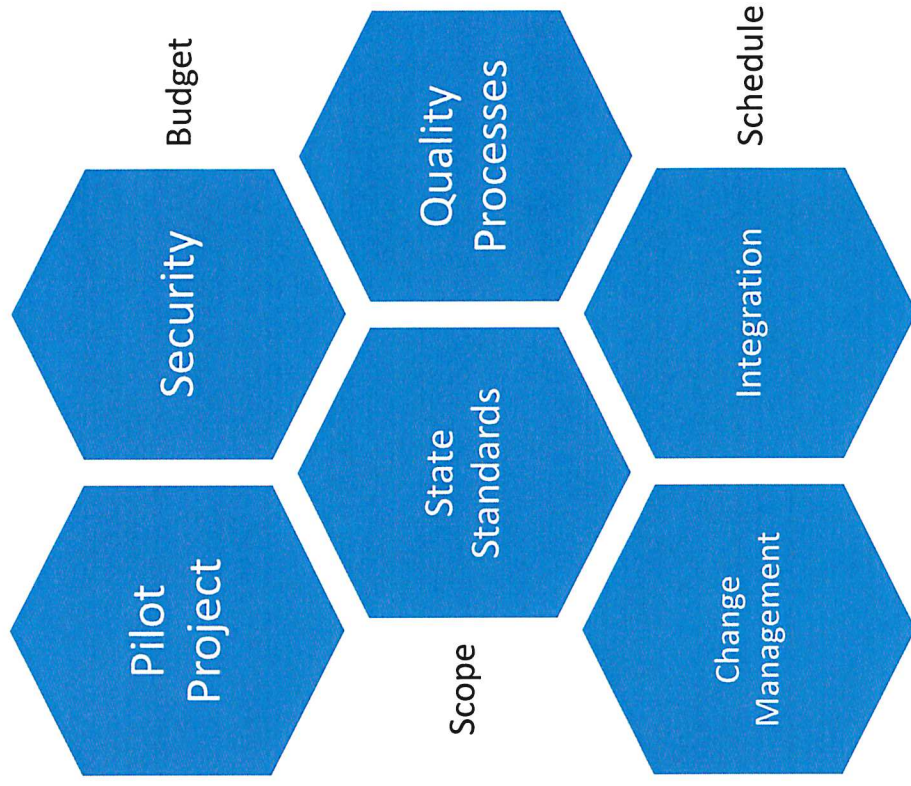 Pilot
Project
Security
Budget
Scope
State
Standards
Quality
Processes
Change
Management
Integration
Schedule